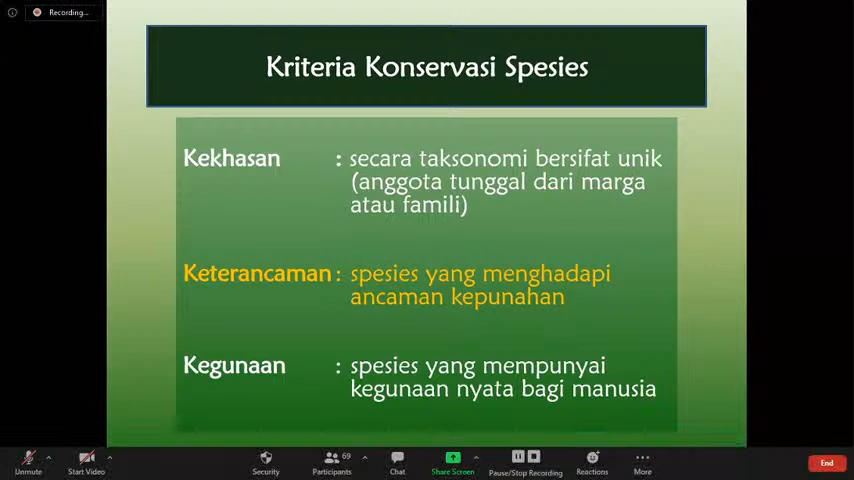 Recording...
Kriteria Konservasi Spesies
Kekhasan : secara taksonomi bersifat unik
(anggota tunggal dari marga
atau famili)
Keterancaman : spesies yang menghadapi
ancaman kepunahan
Kegunaan : spesies yang mempunyai
kegunaan nyata bagi manusia
69
Unmute Start Video Security Participants Chat Share Screen Pause/Stop Recording Reactions More End